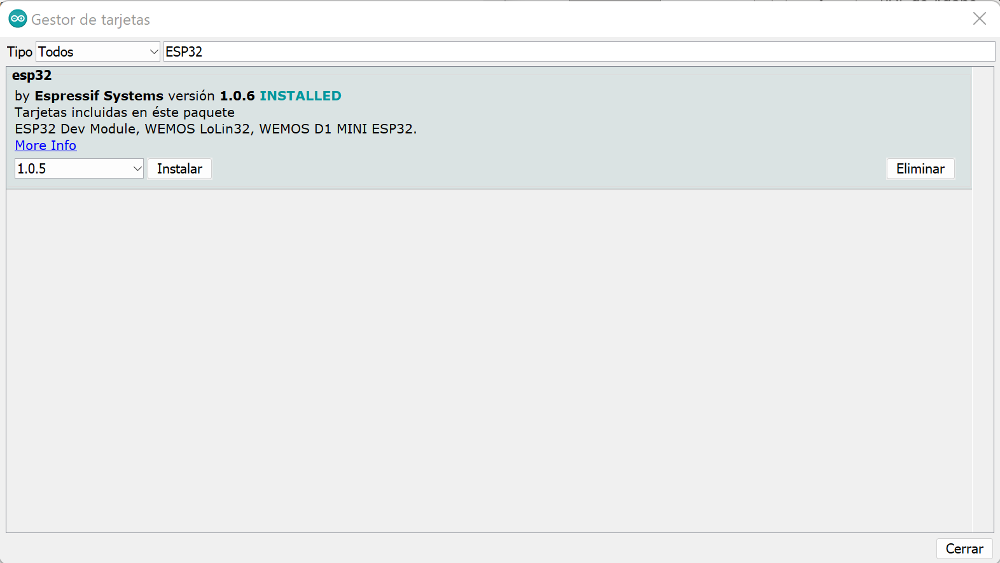 Gestor de tarjetas
Tipo Todos ESP32
esp32
by Espressif Systems versión 1.0.6 INSTALLED
Tarjetas incluidas en éste paquete
ESP32 Dev Module, WEMOS LoLin32, WEMOS D1 MINI ESP32.
More Info
1.0.5 Instalar Eliminar
Cerrar